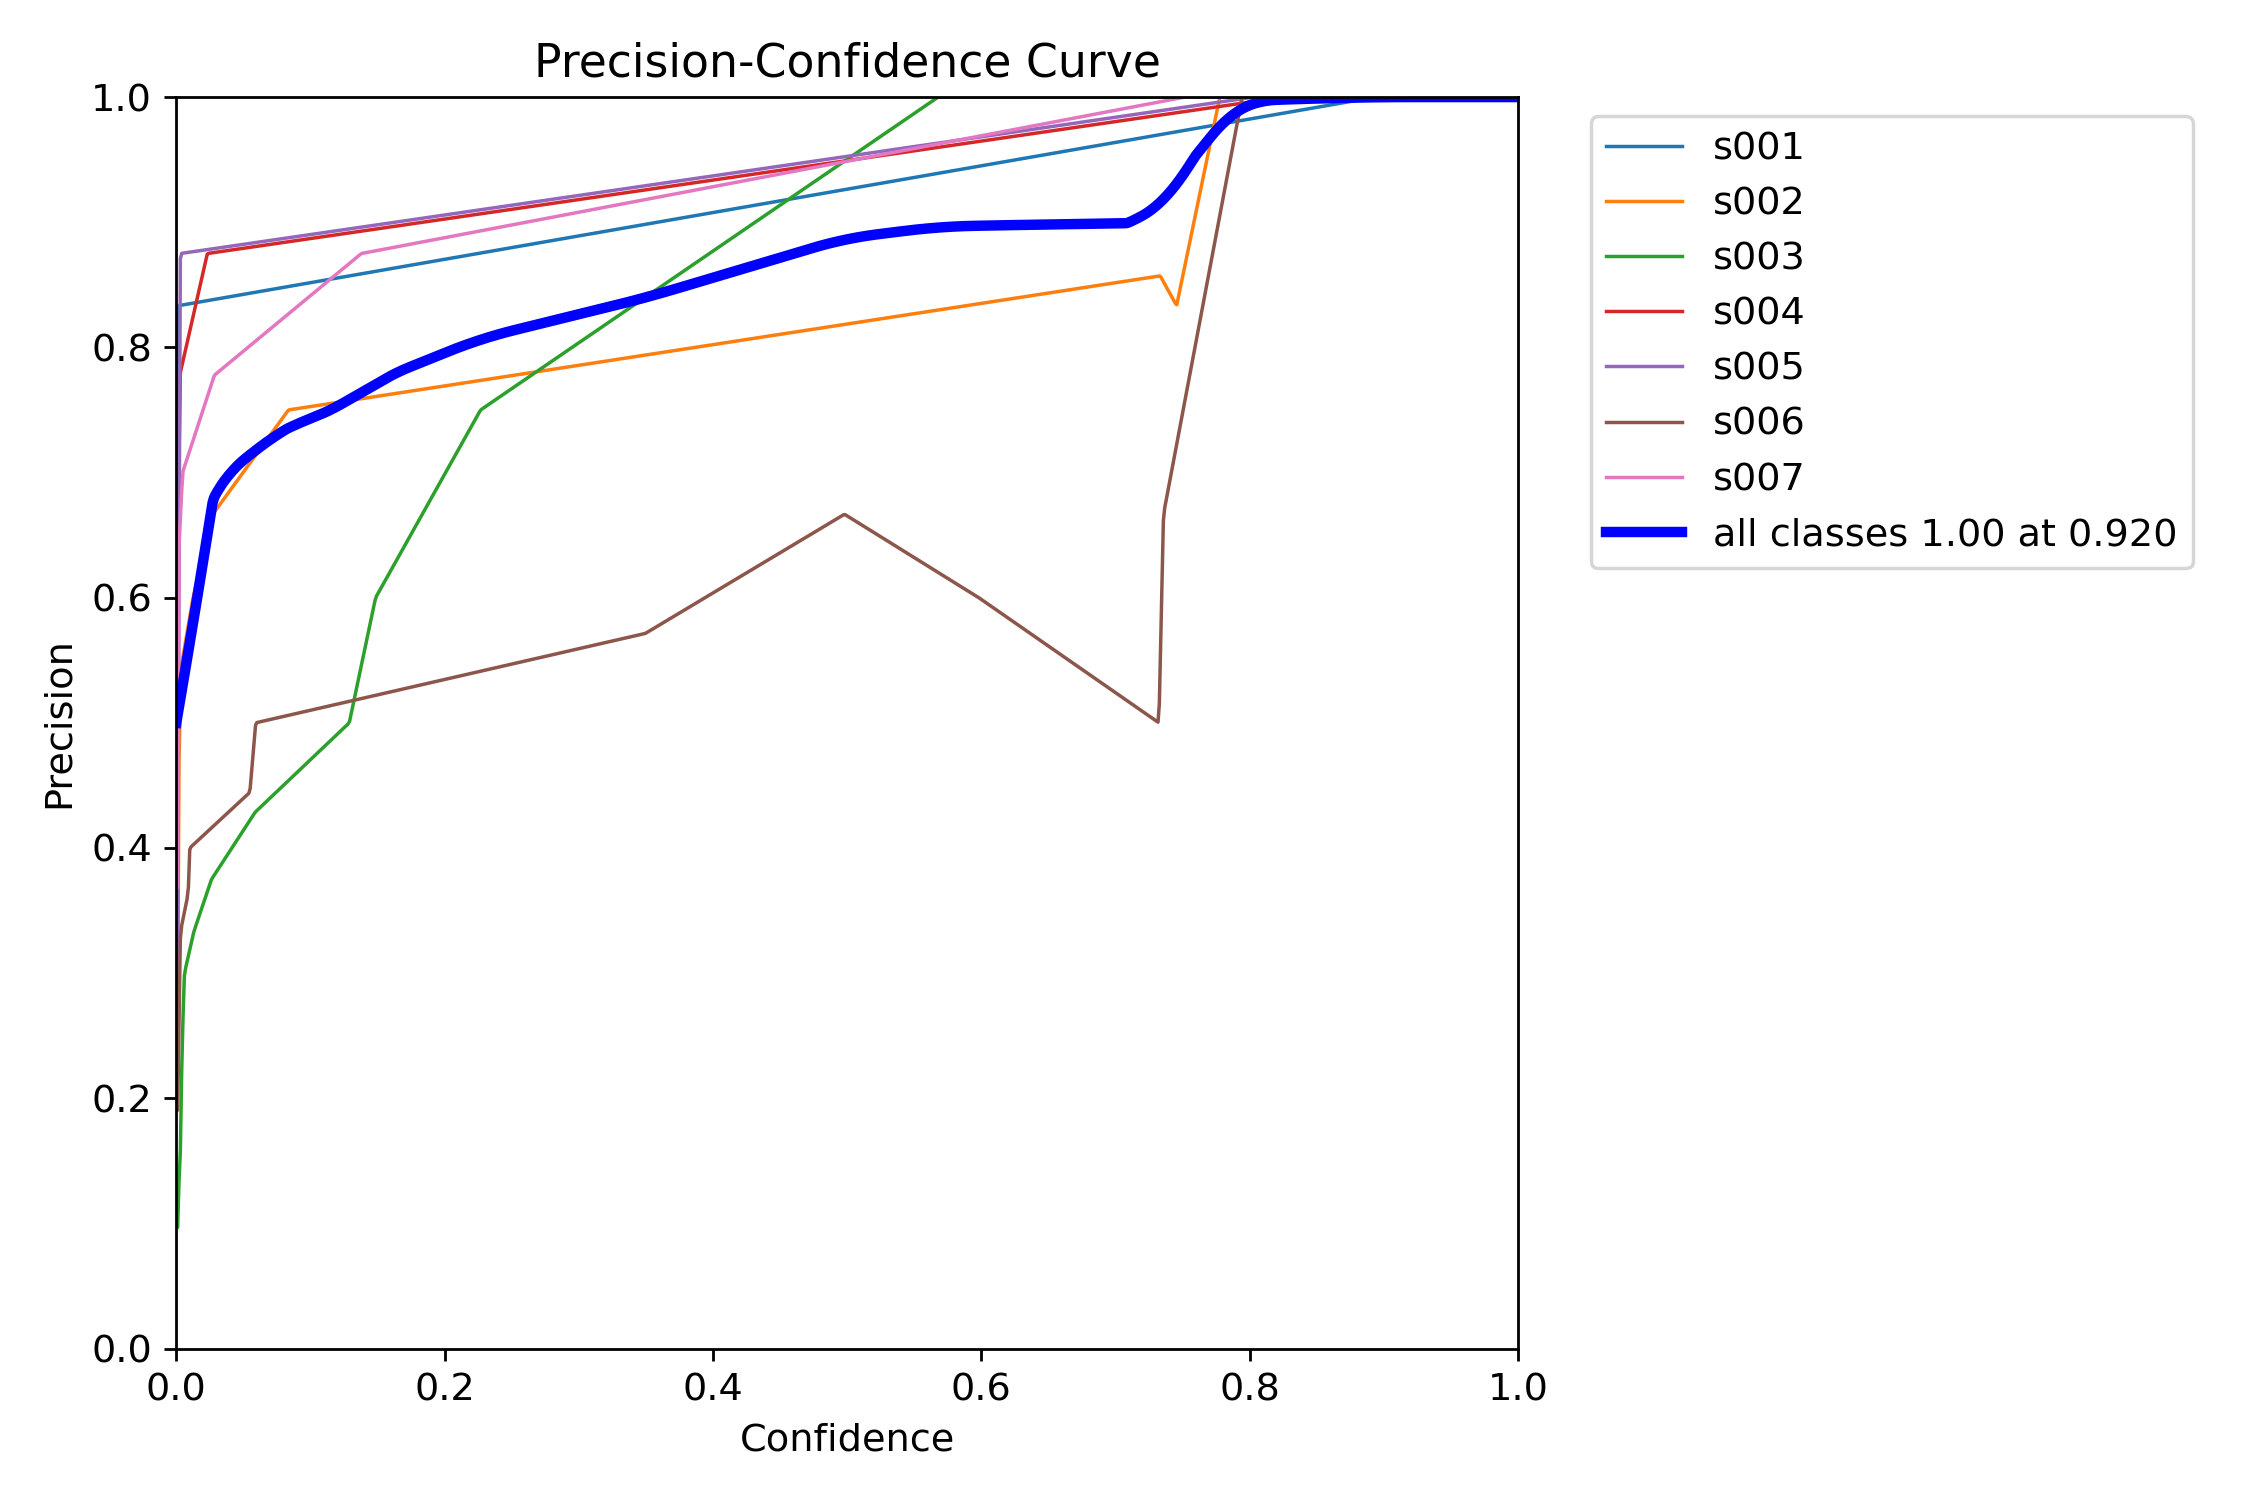 Precision-Confidence Curve
1.0
0.8
0.6
0.4
0.2
0.0
Precision
0.0 0.2 0.4 0.6 0.8 1.0
Confidence
s001
s002
s003
s004
s005
s006
s007
all classes 1.00 at 0.920